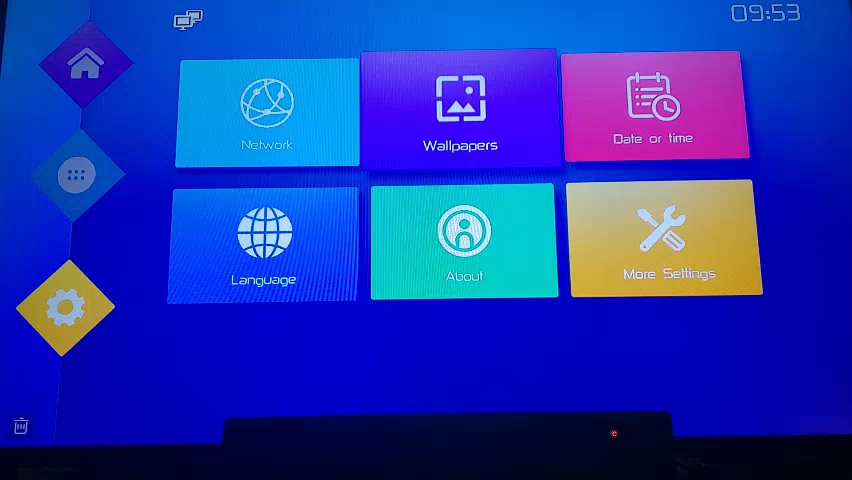 09:53
Network
Wallpapers
Date or time
Language
About
More Settings